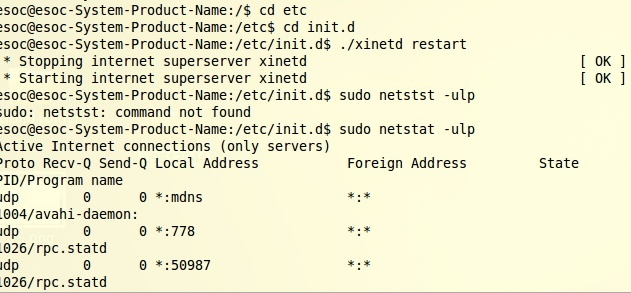 esoc@esoc-System-Product-Name:/$ cd etc
esoc@esoc-System-Product-Name:/etc$ cd init.d
esoc@esoc-System-Product-Name:/etc/init.d$ ./xinetd restart
* Stopping internet superserver xinetd [ OK ]
* Starting internet superserver xinetd [ OK ]
esoc@esoc-System-Product-Name:/etc/init.d$ sudo netstst -ulp
sudo: netstst: command not found
esoc@esoc-System-Product-Name:/etc/init.d$ sudo netstat -ulp
Active Internet connections (only servers)
Proto Recv-Q Send-Q Local Address Foreign Address State
PID/Program name
udp 0 0 *:mdns *:*
1004/avahi-daemon:
udp 0 0 *:778 *:*
1026/rpc.statd
udp 0 0 *:50987 *:*
1026/rpc.statd